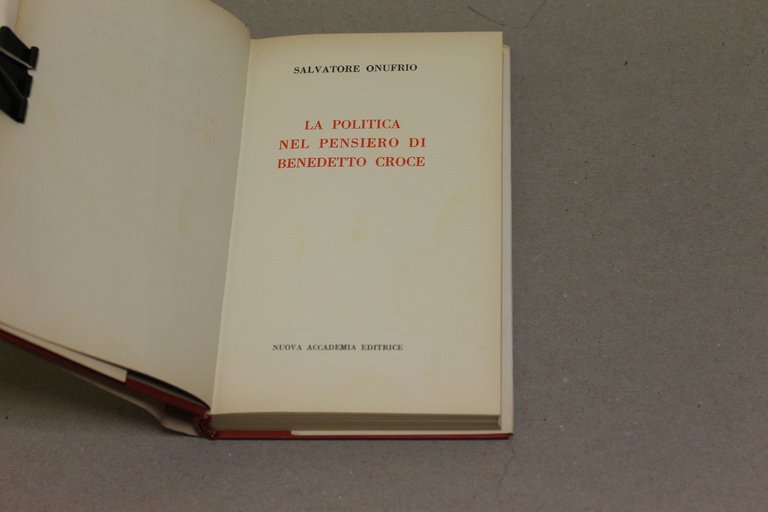 SALVATORE ONUFRIO
LA POLITICA
NEL PENSIERO DI
BENEDETTO CROCE
NUOVA ACCADEMIA EDITRICE